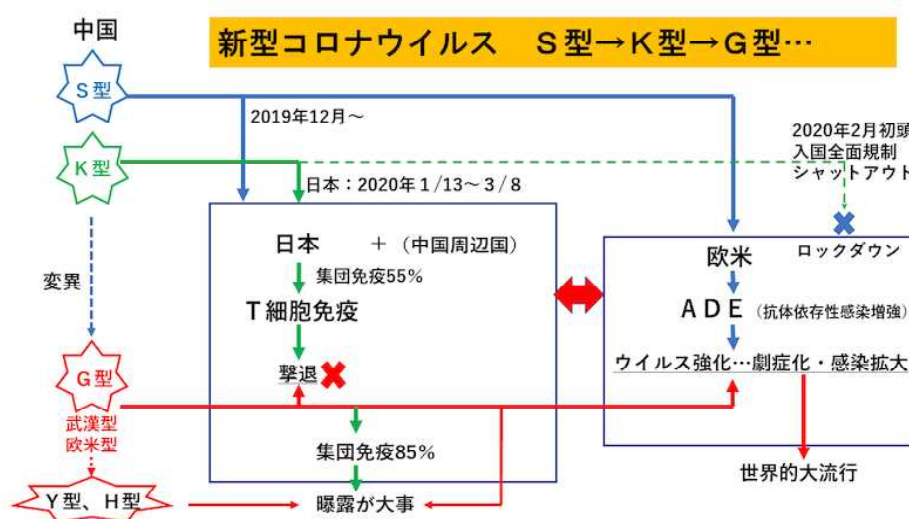 中国
新型コロナウイルス　S型→K型→G型…
S型
2019年12月～
K型
2020年2月初頭
入国全面規制
シャットアウト
日本：2020年1/13～3/8
日本　＋（中国周辺国）
欧米
ロックダウン
集団免疫55%
変異
T細胞免疫
ADE（抗体依存性感染増強）
撃退
ウイルス強化…劇症化・感染拡大
G型
武漢型
欧米型
集団免疫85%
世界的大流行
Y型、H型
曝露が大事